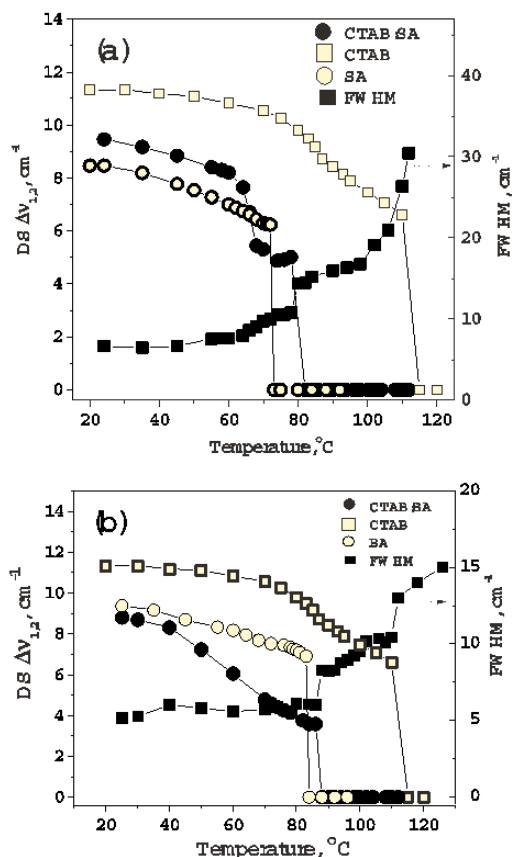 (a)
CTAB SA
CTAB
SA
FW HM
DS Δν1,2, cm-1
14
12
10
8
6
4
2
0
40
30
20
10
0
FW HM, cm-1
20
40
60
80
100
120
Temperature, °C
(b)
CTAB SA
CTAB
BA
FW HM
DS Δν1,2, cm-1
14
12
10
8
6
4
2
0
20
15
10
5
0
FW HM, cm-1
20
40
60
80
100
120
Temperature, °C